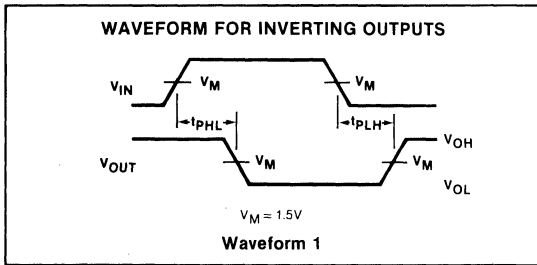 WAVEFORM FOR INVERTING OUTPUTS
VIN
VM
VM
tPHL
tPLH
VOUT
VM
VM
VOH
VOL
VM = 1.5V
Waveform 1